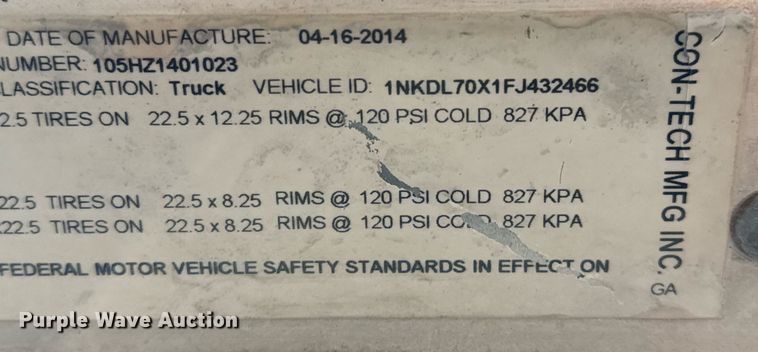 DATE OF MANUFACTURE: 04-16-2014
NUMBER: 105HZ1401023
LASSIFICATION: Truck VEHICLE ID: 1NKDL70X1FJ432466
2.5 TIRES ON 22.5 x 12.25 RIMS @ 120 PSI COLD 827 KPA
22.5 TIRES ON 22.5 x 8.25 RIMS @ 120 PSI COLD 827 KPA
22.5 TIRES ON 22.5 x 8.25 RIMS @ 120 PSI CO D 827 KPA
FEDERAL MOTOR VEHICLE SAFETY STANDARDS IN EFFECT ON
CON-TECH MFG INC.
GA
Purple Wave Auction